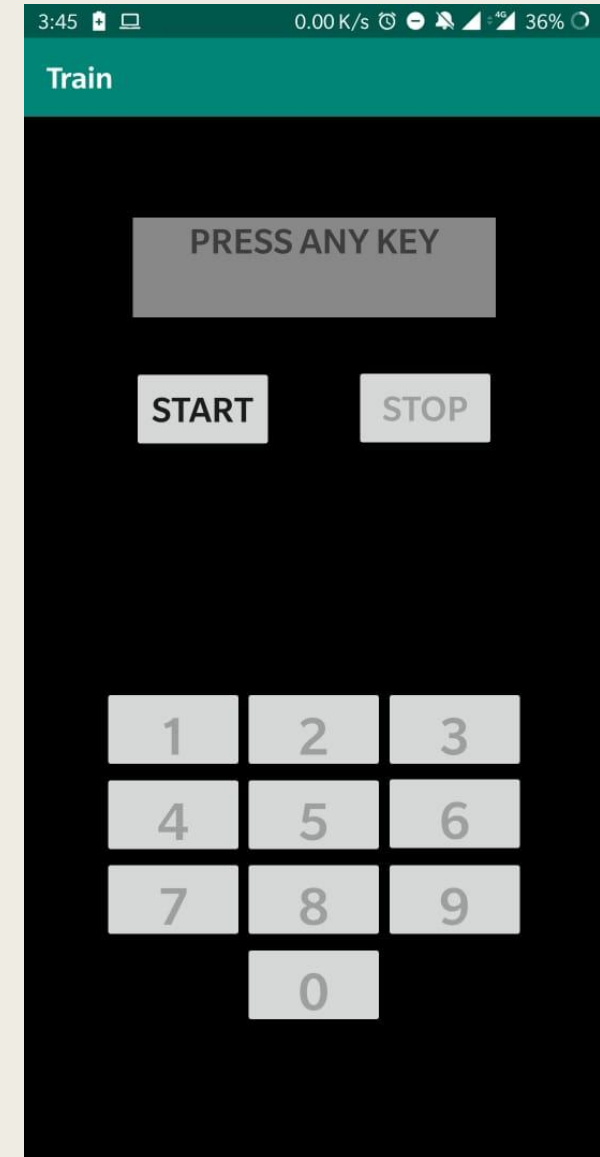 3:45 0.00 K/s 4G 36%
Train
PRESS ANY KEY
START STOP
1 2 3
4 5 6
7 8 9
0